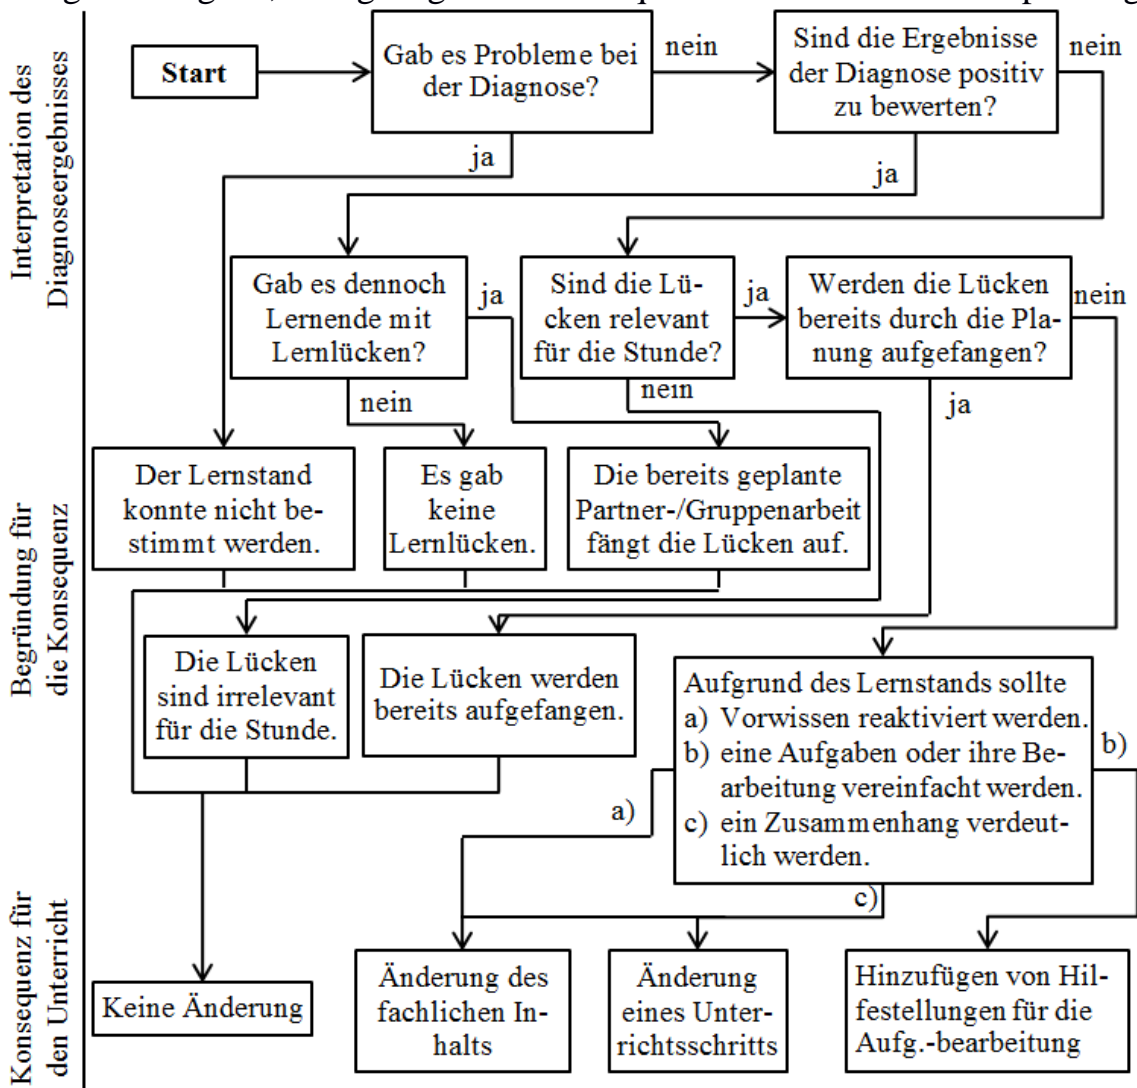 Start
Gab es Probleme bei
der Diagnose?
nein
Sind die Ergebnisse
der Diagnose positiv
zu bewerten?
nein
ja
ja
Interpretation des
Diagnoseergebnisses
Gab es dennoch
Lernende mit
Lernlücken?
ja
Sind die Lü-
cken relevant
für die Stunde?
ja
Werden die Lücken
bereits durch die Pla-
nung aufgefangen?
nein
nein
nein
ja
Der Lernstand
konnte nicht be-
stimmt werden.
Es gab
keine
Lernlücken.
Die bereits geplante
Partner-/Gruppenarbeit
fängt die Lücken auf.
Begründung für
die Konsequenz
Die Lücken
sind irrelevant
für die Stunde.
Die Lücken werden
bereits aufgefangen.
Aufgrund des Lernstands sollte
a) Vorwissen reaktiviert werden.
b) eine Aufgaben oder ihre Be-
arbeitung vereinfacht werden.
c) ein Zusammenhang verdeut-
lich werden.
a)
b)
c)
Konsequenz für
den Unterricht
Keine Änderung
Änderung des
fachlichen In-
halts
Änderung
eines Unter-
richtsschritts
Hinzufügen von Hil-
festellungen für die
Aufg.-bearbeitung